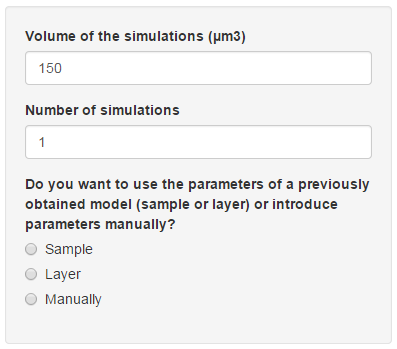 Volume of the simulations (µm3)
150
Number of simulations
1
Do you want to use the parameters of a previously
obtained model (sample or layer) or introduce
parameters manually?
Sample
Layer
Manually